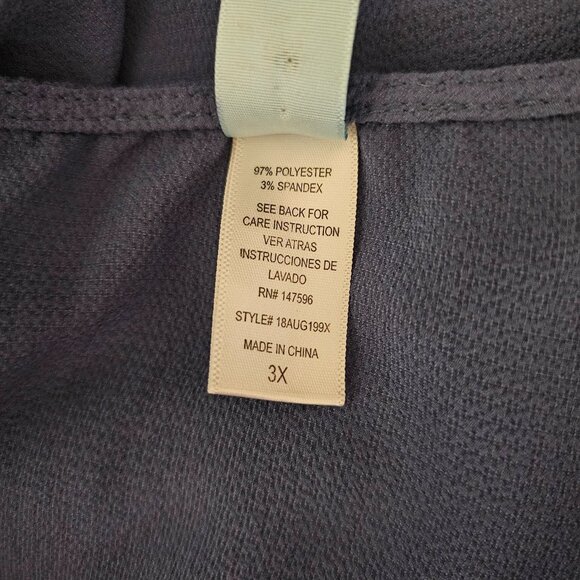 97% POLYESTER
3% SPANDEX
SEE BACK FOR
CARE INSTRUCTION
VER ATRAS
INSTRUCCIONES DE
LAVADO
RN# 147596
STYLE# 18AUG199X
MADE IN CHINA
3X